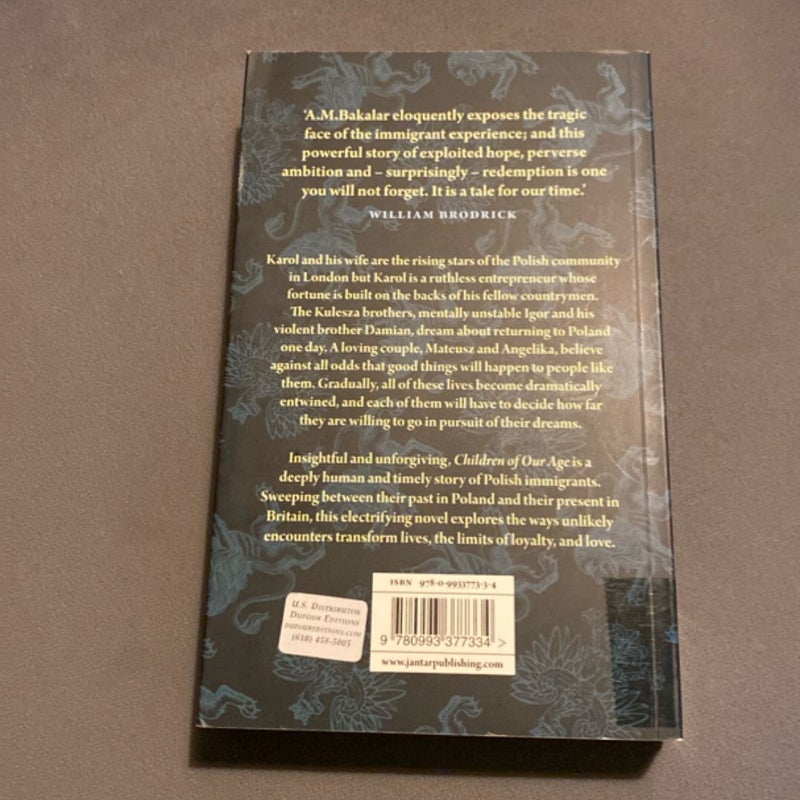 ‘A.M.Bakalar eloquently exposes the tragic
face of the immigrant experience; and this
powerful story of exploited hope, perverse
ambition and – surprisingly – redemption is one
you will not forget. It is a tale for our time.’
WILLIAM BRODRICK
Karol and his wife are the rising stars of the Polish community
in London but Karol is a ruthless entrepreneur whose
fortune is built on the backs of his fellow countrymen.
The Kulesza brothers, mentally unstable Igor and his
violent brother Damian, dream about returning to Poland
one day. A loving couple, Mateusz and Angelika, believe
against all odds that good things will happen to people like
them. Gradually, all of these lives become dramatically
entwined, and each of them will have to decide how far
they are willing to go in pursuit of their dreams.
Insightful and unforgiving, Children of Our Age is a
deeply human and timely story of Polish immigrants.
Sweeping between their past in Poland and their present in
Britain, this electrifying novel explores the ways unlikely
encounters transform lives, the limits of loyalty, and love.
U.S. DISTRIBUTOR
DUFOUR EDITIONS
DUFOUREDITIONS.COM
(610) 458-5005
ISBN 978-0-9933773-3-4
9 780993 377334 >
www.jantarpublishing.com